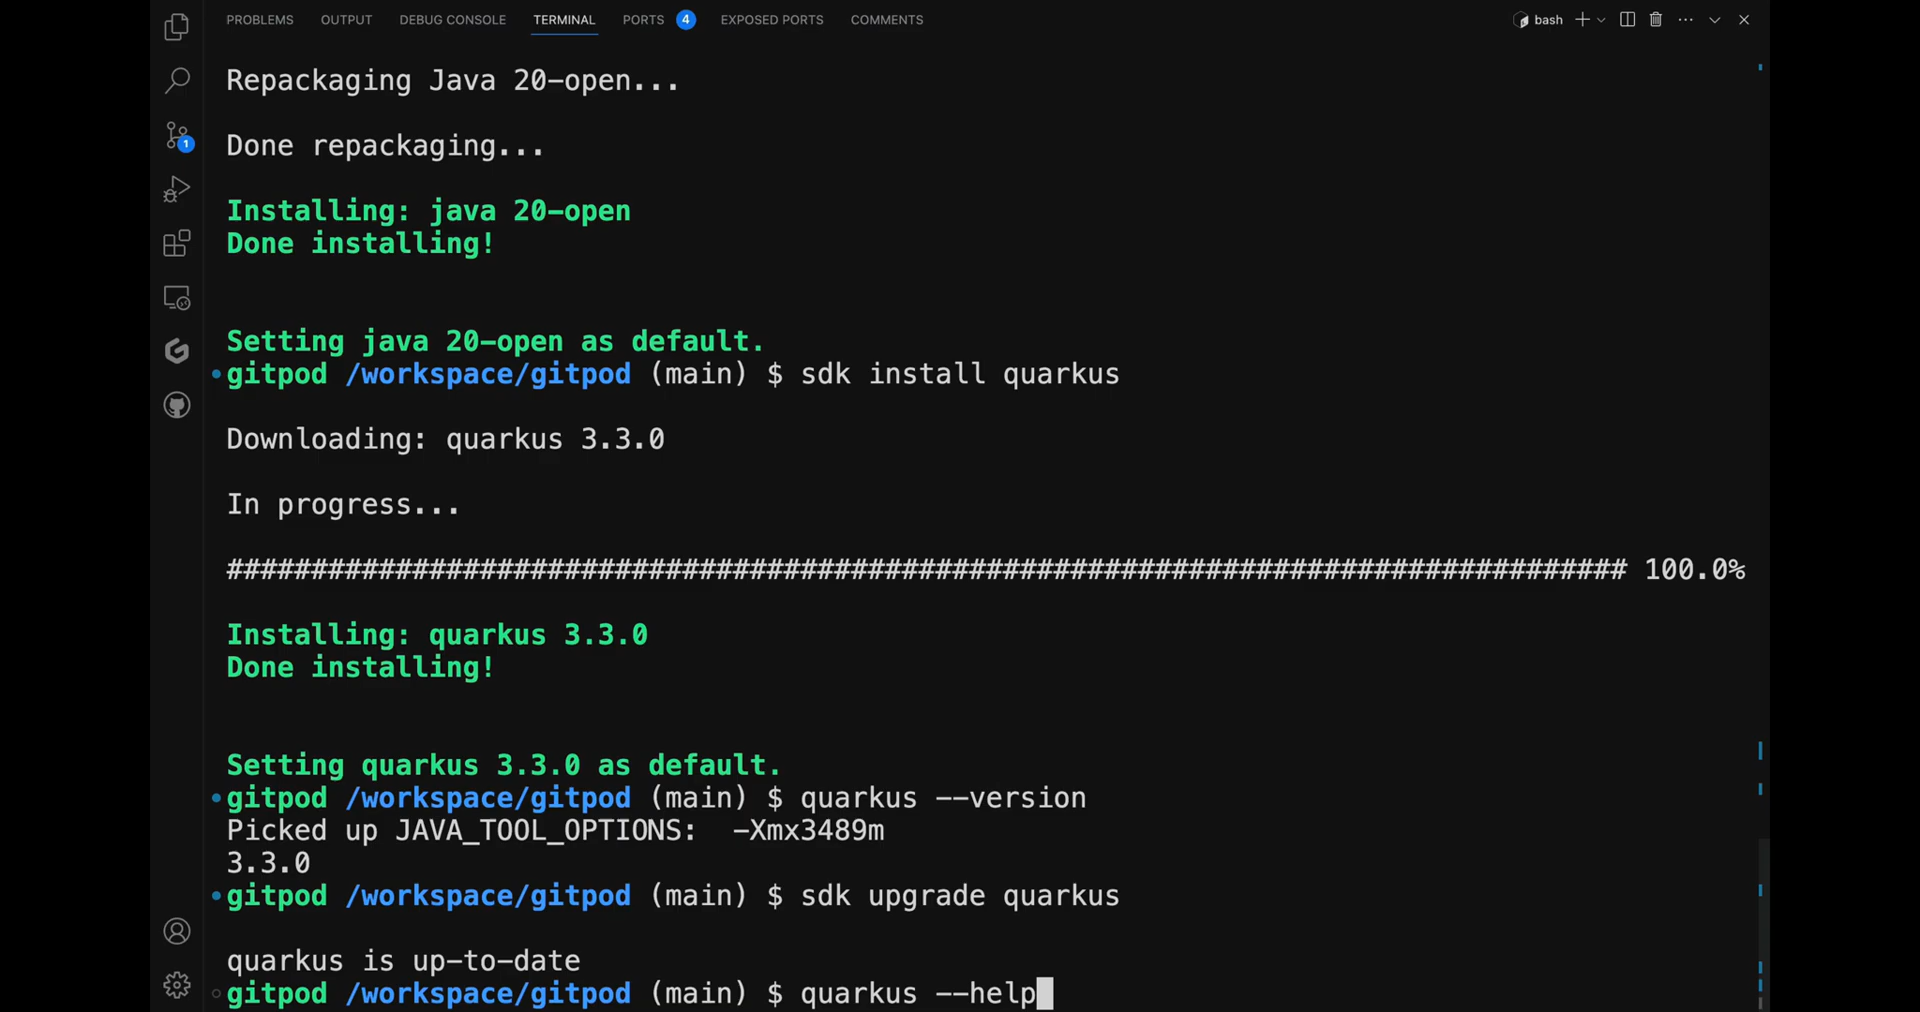 PROBLEMS OUTPUT DEBUG CONSOLE TERMINAL PORTS 4 EXPOSED PORTS COMMENTS bash
Repackaging Java 20-open...
Done repackaging...
1
Installing: java 20-open
Done installing!
Setting java 20-open as default.
gitpod /workspace/gitpod (main) $ sdk install quarkus
Downloading: quarkus 3.3.0
In progress...
################################################################################### 100.0%
Installing: quarkus 3.3.0
Done installing!
Setting quarkus 3.3.0 as default.
gitpod /workspace/gitpod (main) $ quarkus --version
Picked up JAVA_TOOL_OPTIONS:  -Xmx3489m
3.3.0
gitpod /workspace/gitpod (main) $ sdk upgrade quarkus
quarkus is up-to-date
gitpod /workspace/gitpod (main) $ quarkus --help